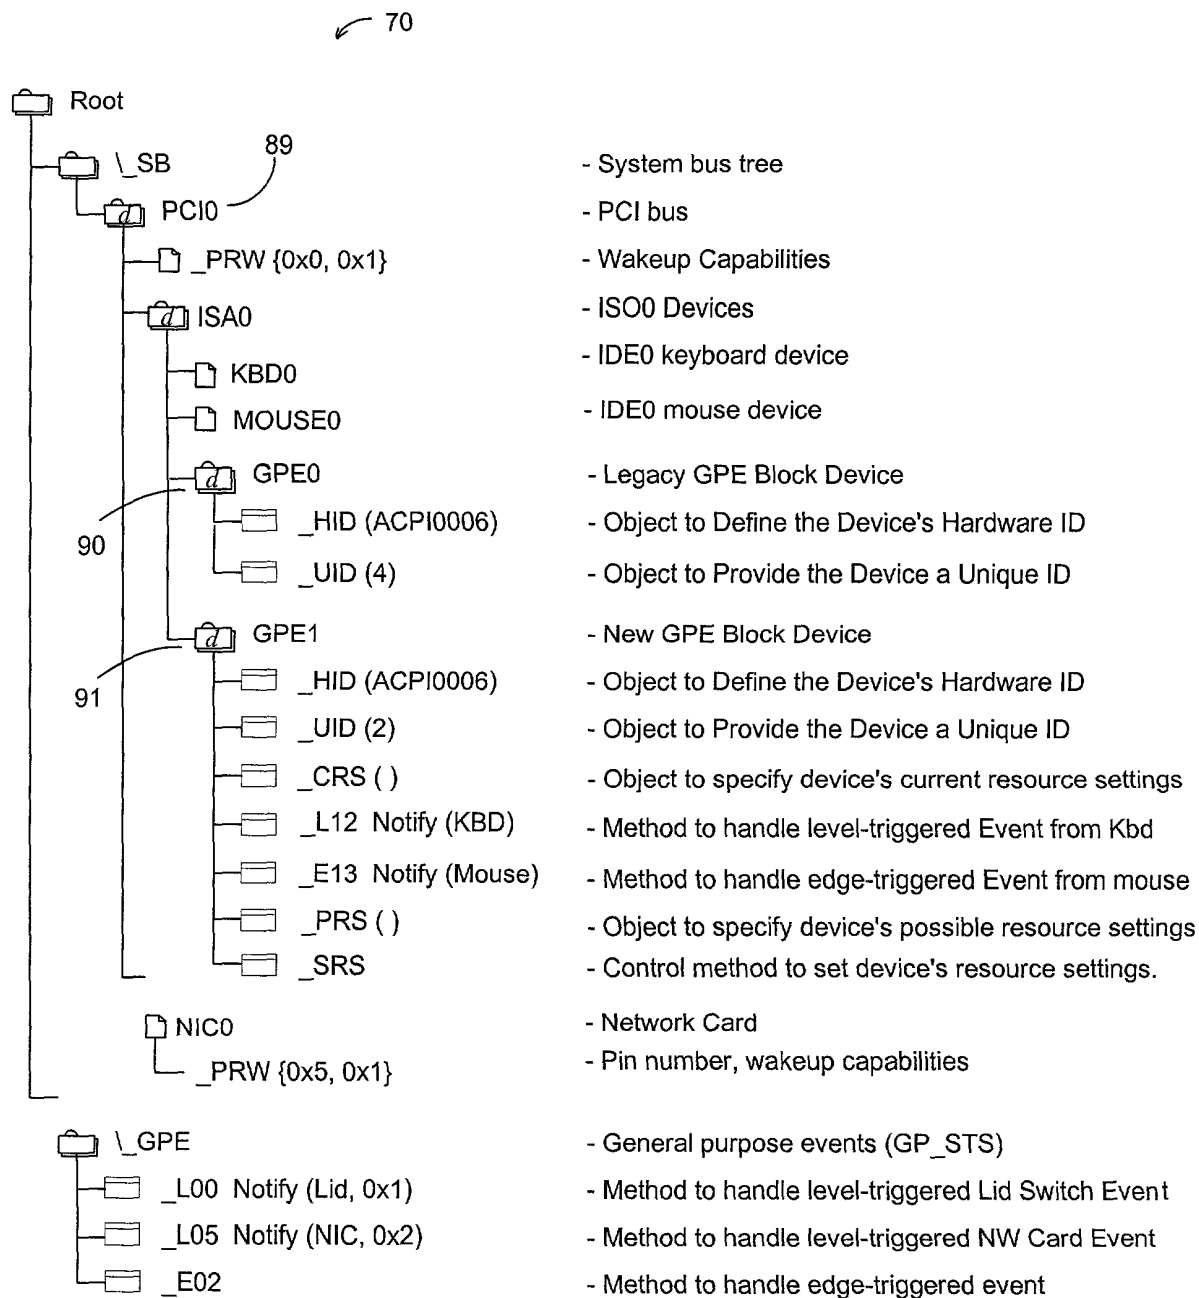 70
Root
\_SB - System bus tree
89
PCI0 - PCI bus
_PRW {0x0, 0x1} - Wakeup Capabilities
ISA0 - ISO0 Devices
KBD0 - IDE0 keyboard device
MOUSE0 - IDE0 mouse device
d GPE0 - Legacy GPE Block Device
90
_HID (ACPI0006) - Object to Define the Device's Hardware ID
_UID (4) - Object to Provide the Device a Unique ID
d GPE1 - New GPE Block Device
91
_HID (ACPI0006) - Object to Define the Device's Hardware ID
_UID (2) - Object to Provide the Device a Unique ID
_CRS ( ) - Object to specify device's current resource settings
_L12 Notify (KBD) - Method to handle level-triggered Event from Kbd
_E13 Notify (Mouse) - Method to handle edge-triggered Event from mouse
_PRS ( ) - Object to specify device's possible resource settings
_SRS - Control method to set device's resource settings.
NIC0 - Network Card
_PRW {0x5, 0x1} - Pin number, wakeup capabilities
\_GPE - General purpose events (GP_STS)
_L00 Notify (Lid, 0x1) - Method to handle level-triggered Lid Switch Event
_L05 Notify (NIC, 0x2) - Method to handle level-triggered NW Card Event
_E02 - Method to handle edge-triggered event